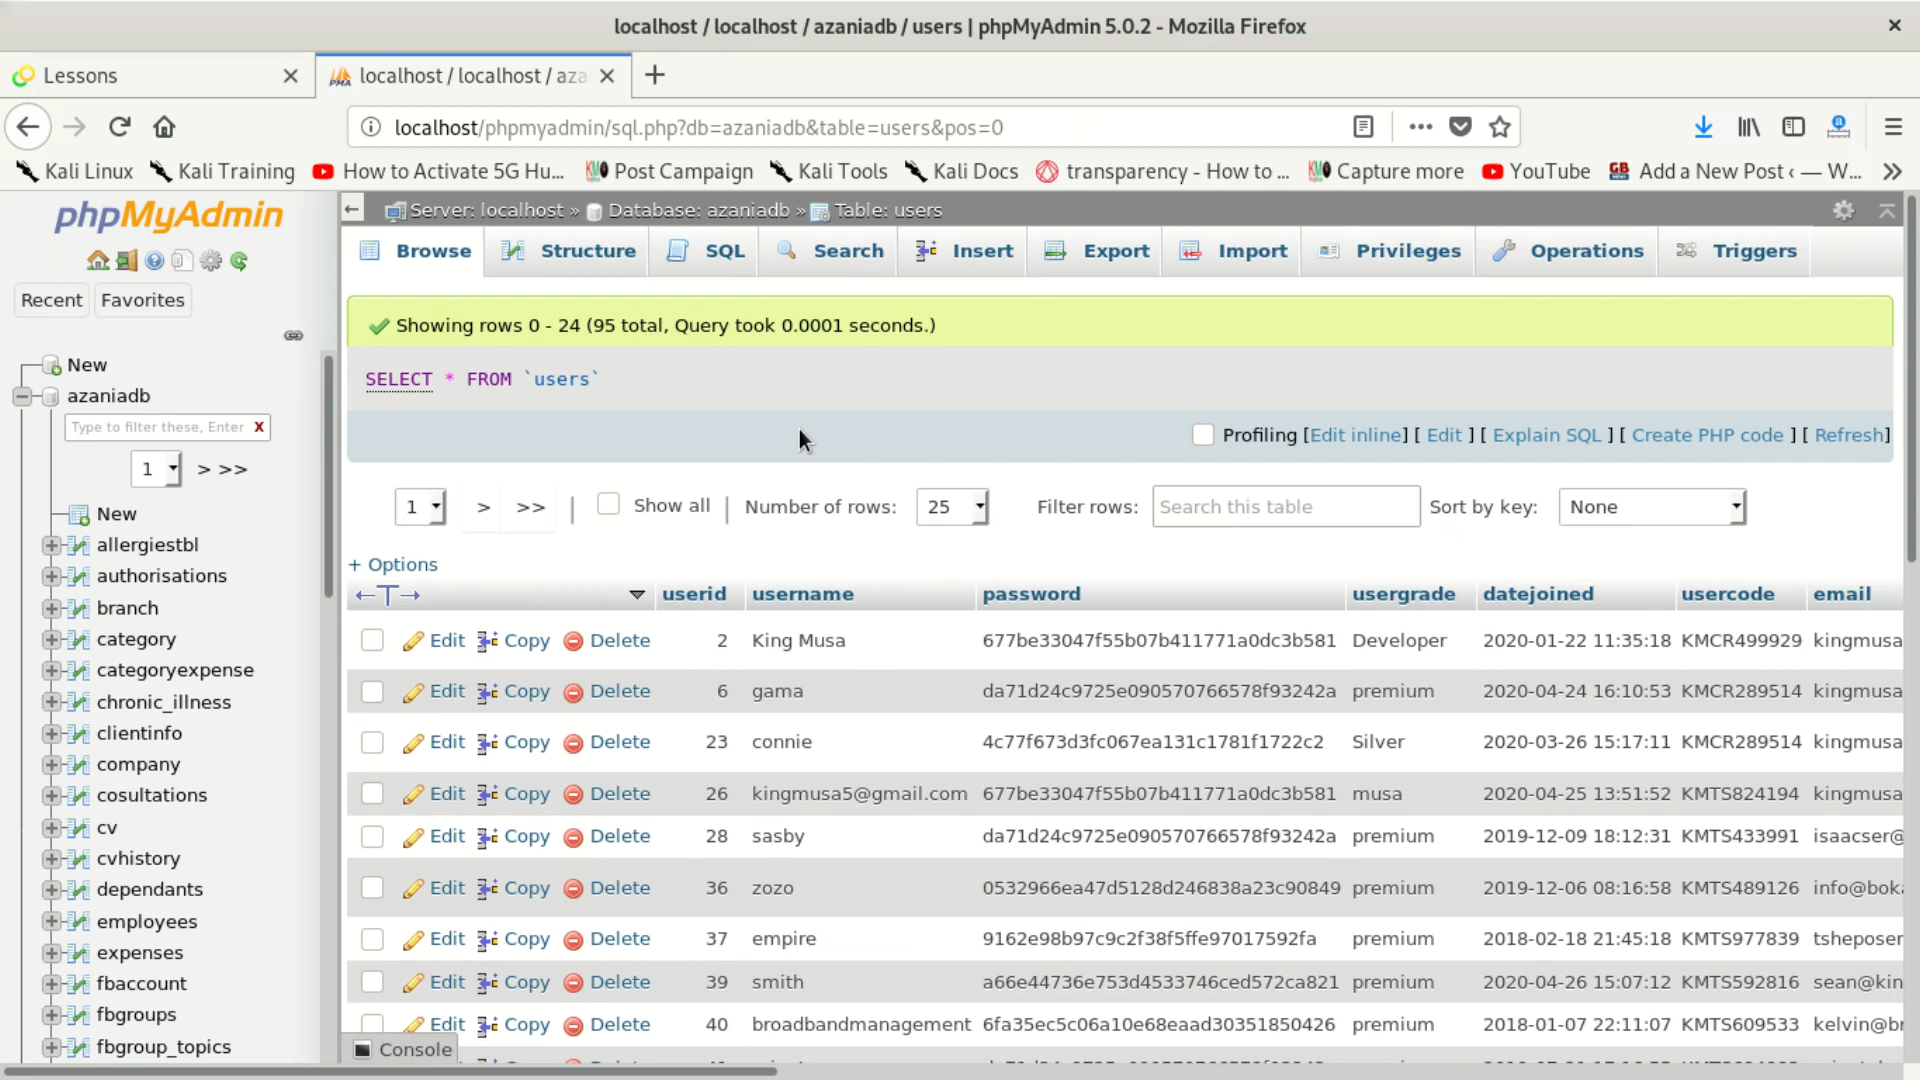 localhost / localhost / azaniadb / users | phpMyAdmin 5.0.2 - Mozilla Firefox
Lessons
localhost / localhost / aza
localhost/phpmyadmin/sql.php?db=azaniadb&table=users&pos=0
Kali Linux Kali Training How to Activate 5G Hu... Post Campaign Kali Tools Kali Docs transparency - How to ... Capture more YouTube Add a New Post ‹ — W...
phpMyAdmin
Recent Favorites
New
azaniadb
Type to filter these, Enter X
1 > >>
New
allergiestbl
authorisations
branch
category
categoryexpense
chronic_illness
clientinfo
company
cosultations
cv
cvhistory
dependants
employees
expenses
fbaccount
fbgroups
fbgroup_topics
Server: localhost » Database: azaniadb » Table: users
Browse Structure SQL Search Insert Export Import Privileges Operations Triggers
Showing rows 0 - 24 (95 total, Query took 0.0001 seconds.)
SELECT * FROM `users`
Profiling [Edit inline] [ Edit ] [ Explain SQL ] [ Create PHP code ] [ Refresh]
1 > >> | Show all | Number of rows: 25 Filter rows: Search this table Sort by key: None
+ Options
←T→ userid username password usergrade datejoined usercode email
Edit Copy Delete 2 King Musa 677be33047f55b07b411771a0dc3b581 Developer 2020-01-22 11:35:18 KMCR499929 kingmusa
Edit Copy Delete 6 gama da71d24c9725e090570766578f93242a premium 2020-04-24 16:10:53 KMCR289514 kingmusa
Edit Copy Delete 23 connie 4c77f673d3fc067ea131c1781f1722c2 Silver 2020-03-26 15:17:11 KMCR289514 kingmusa
Edit Copy Delete 26 kingmusa5@gmail.com 677be33047f55b07b411771a0dc3b581 musa 2020-04-25 13:51:52 KMTS824194 kingmusa
Edit Copy Delete 28 sasby da71d24c9725e090570766578f93242a premium 2019-12-09 18:12:31 KMTS433991 isaacser@
Edit Copy Delete 36 zozo 0532966ea47d5128d246838a23c90849 premium 2019-12-06 08:16:58 KMTS489126 info@bok
Edit Copy Delete 37 empire 9162e98b97c9c2f38f5ffe97017592fa premium 2018-02-18 21:45:18 KMTS977839 tsheposer
Edit Copy Delete 39 smith a66e44736e753d4533746ced572ca821 premium 2020-04-26 15:07:12 KMTS592816 sean@kin
Edit Copy Delete 40 broadbandmanagement 6fa35ec5c06a10e68eaad30351850426 premium 2018-01-07 22:11:07 KMTS609533 kelvin@br
Console